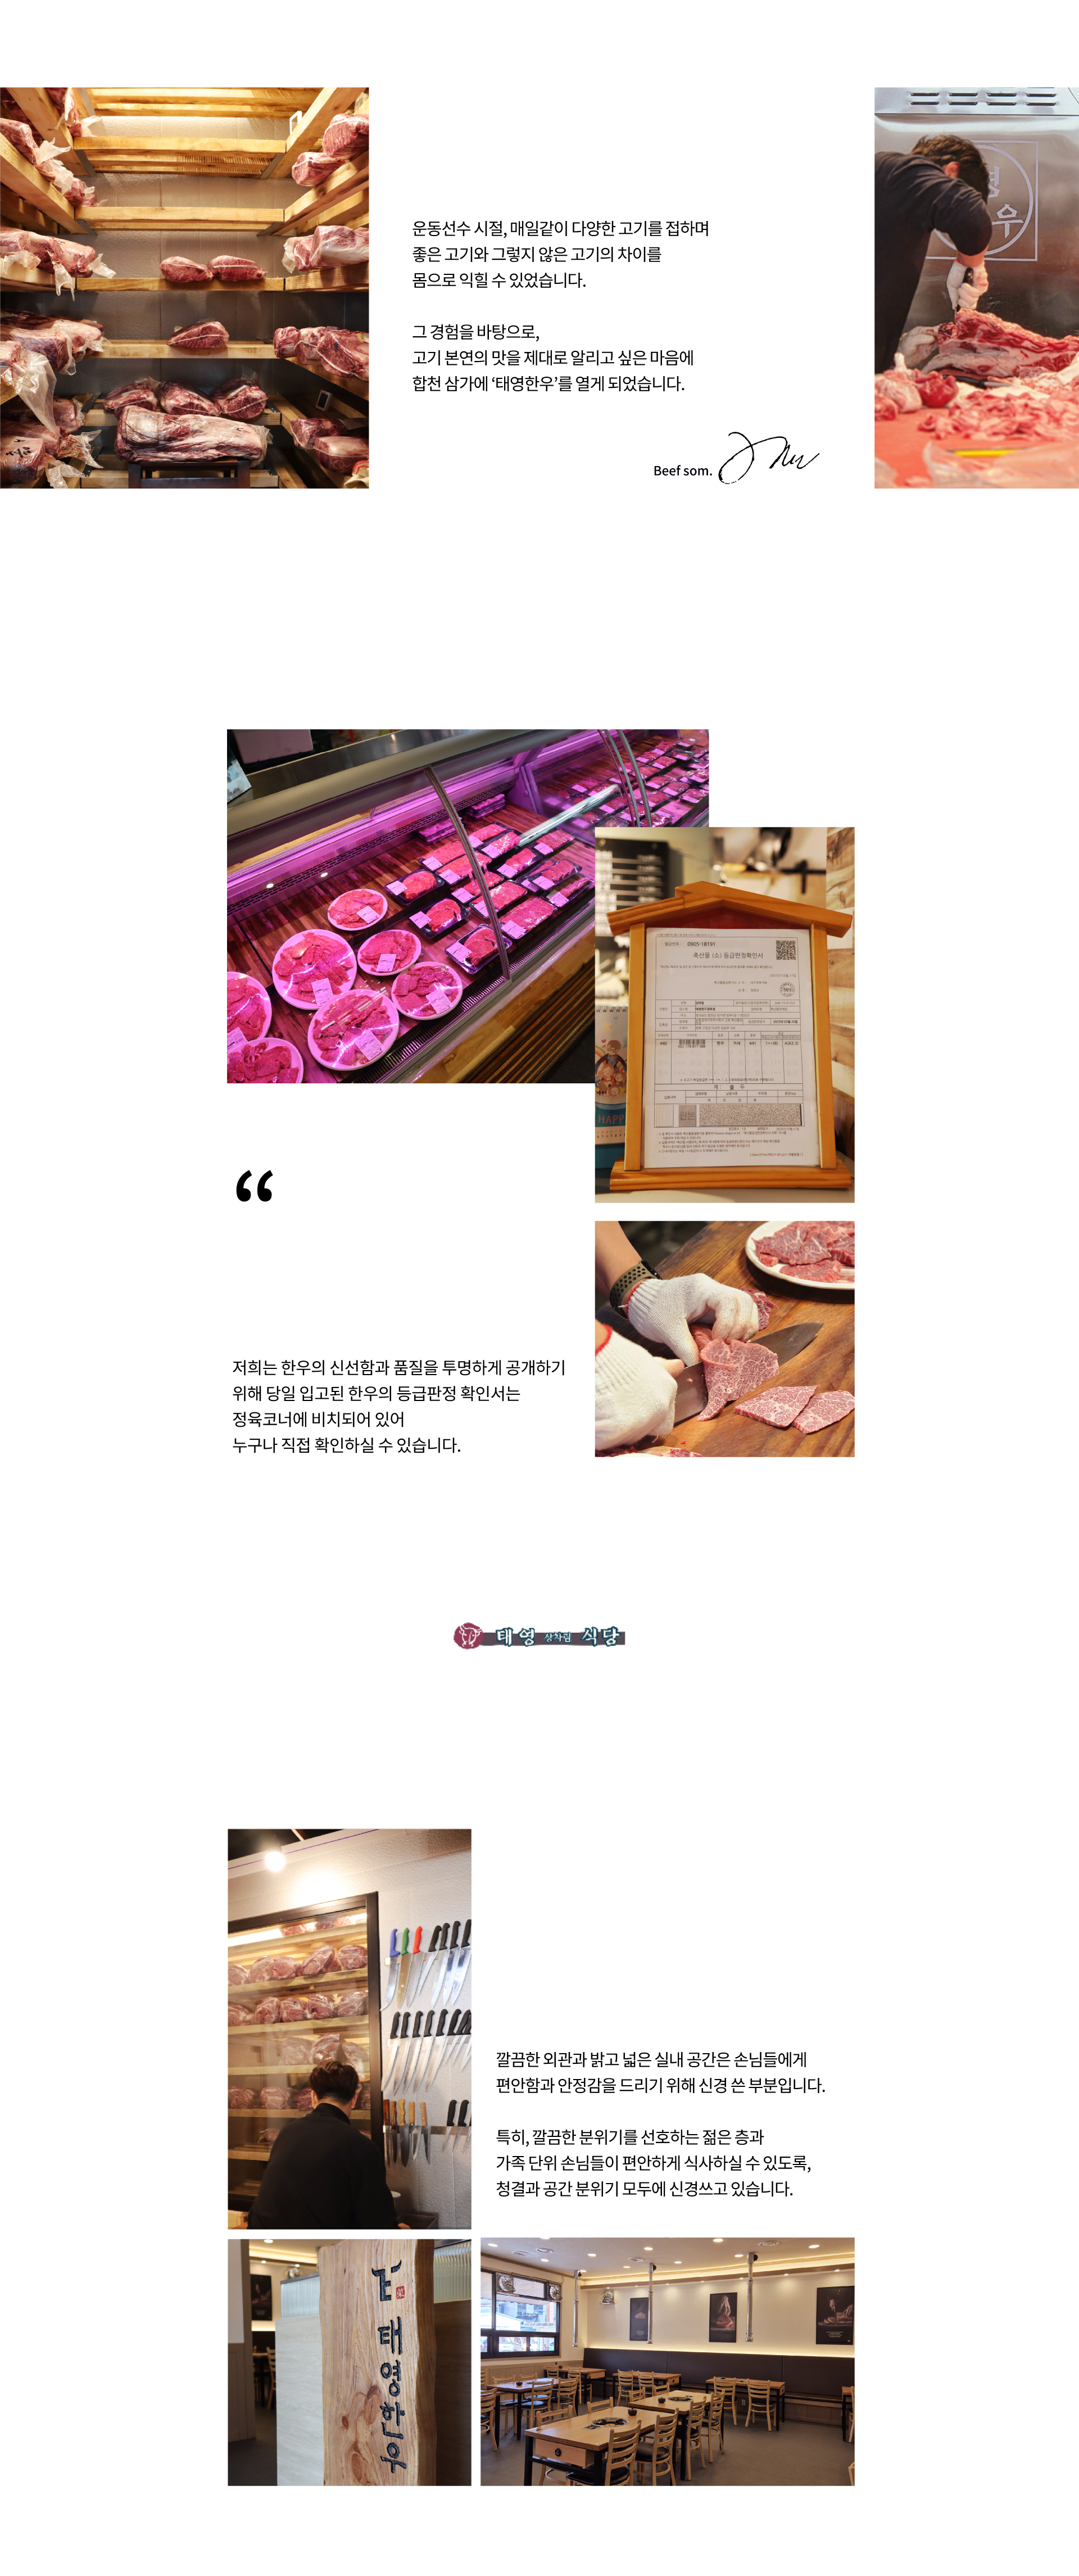 운동선수 시절, 매일같이 다양한 고기를 접하며
좋은 고기와 그렇지 않은 고기의 차이를
몸으로 익힐 수 있었습니다.
그 경험을 바탕으로,
고기 본연의 맛을 제대로 알리고 싶은 마음에
합천 삼가에 ‘태영한우’를 열게 되었습니다.
Beef som.
영
우
0905-18191
축산물 (소) 등급판정확인서
HAPP
“
저희는 한우의 신선함과 품질을 투명하게 공개하기
위해 당일 입고된 한우의 등급판정 확인서는
정육코너에 비치되어 있어
누구나 직접 확인하실 수 있습니다.
태영 상차림 식당
깔끔한 외관과 밝고 넓은 실내 공간은 손님들에게
편안함과 안정감을 드리기 위해 신경 쓴 부분입니다.
특히, 깔끔한 분위기를 선호하는 젊은 층과
가족 단위 손님들이 편안하게 식사하실 수 있도록,
청결과 공간 분위기 모두에 신경쓰고 있습니다.
태영한우